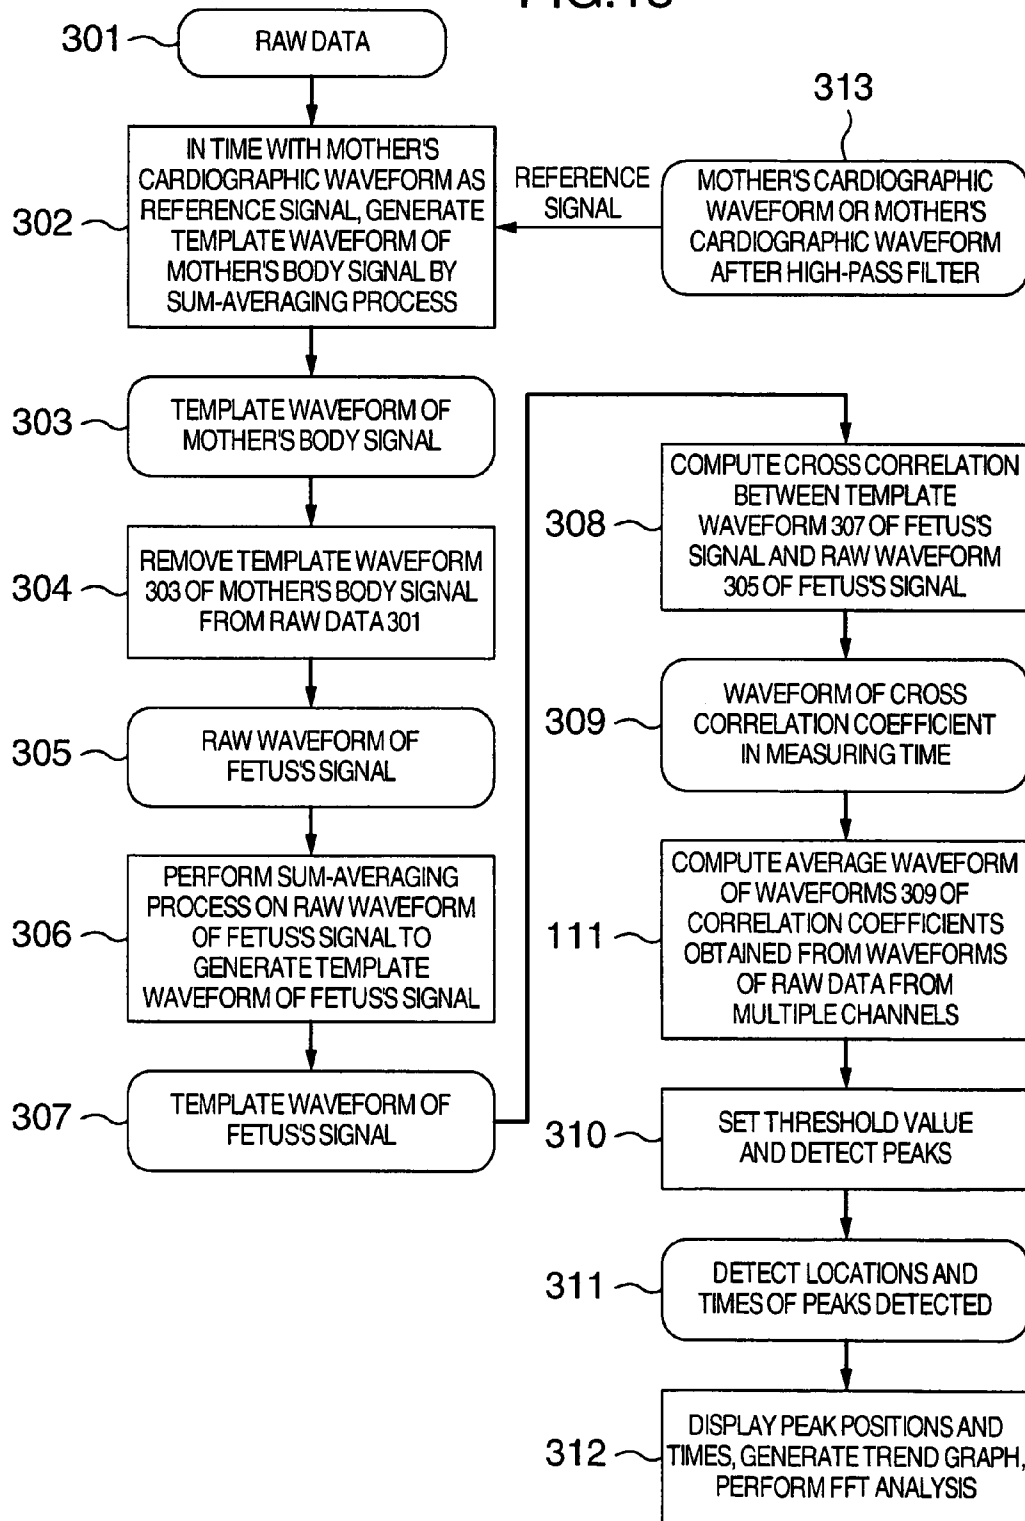 301
RAW DATA
302
IN TIME WITH MOTHER'S
CARDIOGRAPHIC WAVEFORM AS
REFERENCE SIGNAL, GENERATE
TEMPLATE WAVEFORM OF
MOTHER'S BODY SIGNAL BY
SUM-AVERAGING PROCESS
REFERENCE
SIGNAL
313
MOTHER'S CARDIOGRAPHIC
WAVEFORM OR MOTHER'S
CARDIOGRAPHIC WAVEFORM
AFTER HIGH-PASS FILTER
303
TEMPLATE WAVEFORM OF
MOTHER'S BODY SIGNAL
304
REMOVE TEMPLATE WAVEFORM
303 OF MOTHER'S BODY SIGNAL
FROM RAW DATA 301
305
RAW WAVEFORM OF
FETUS'S SIGNAL
306
PERFORM SUM-AVERAGING
PROCESS ON RAW WAVEFORM
OF FETUS'S SIGNAL TO
GENERATE TEMPLATE
WAVEFORM OF FETUS'S SIGNAL
307
TEMPLATE WAVEFORM OF
FETUS'S SIGNAL
308
COMPUTE CROSS CORRELATION
BETWEEN TEMPLATE
WAVEFORM 307 OF FETUS'S
SIGNAL AND RAW WAVEFORM
305 OF FETUS'S SIGNAL
309
WAVEFORM OF CROSS
CORRELATION COEFFICIENT
IN MEASURING TIME
111
COMPUTE AVERAGE WAVEFORM
OF WAVEFORMS 309 OF
CORRELATION COEFFICIENTS
OBTAINED FROM WAVEFORMS
OF RAW DATA FROM
MULTIPLE CHANNELS
310
SET THRESHOLD VALUE
AND DETECT PEAKS
311
DETECT LOCATIONS AND
TIMES OF PEAKS DETECTED
312
DISPLAY PEAK POSITIONS AND
TIMES, GENERATE TREND GRAPH,
PERFORM FFT ANALYSIS